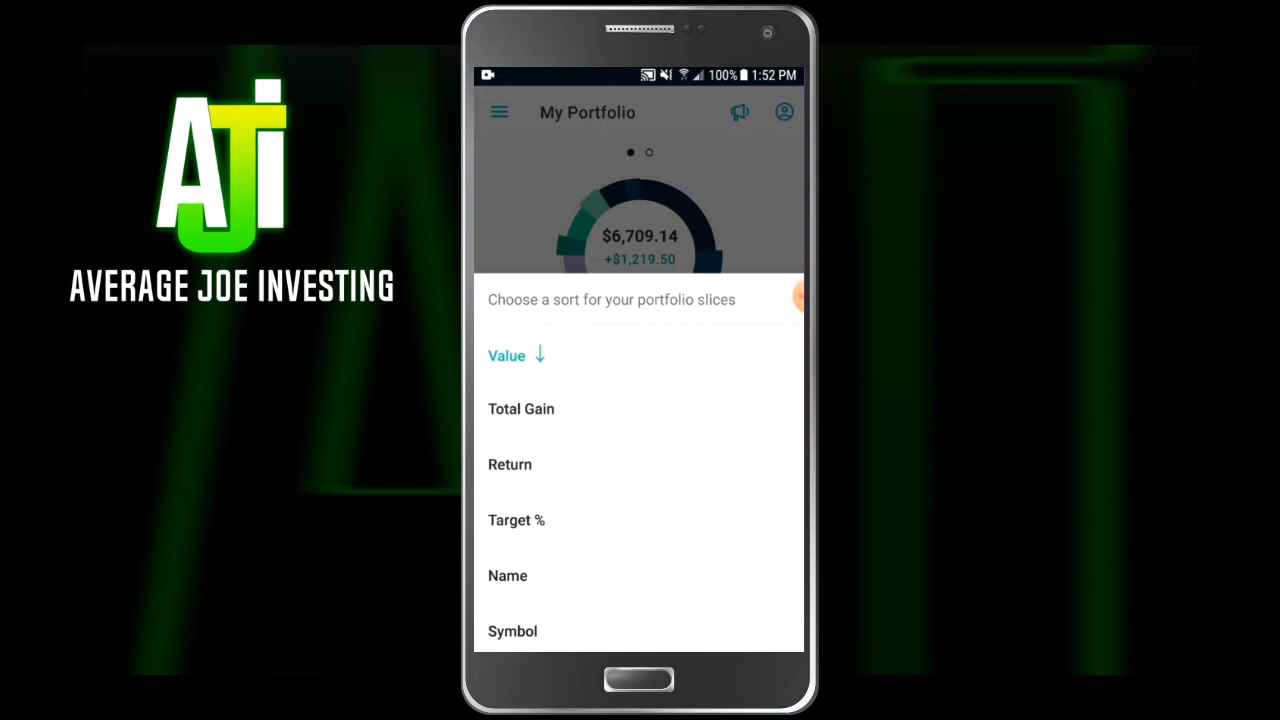 AJI
AVERAGE JOE INVESTING
100% 1:52 PM
My Portfolio
$6,709.14
+$1,219.50
Choose a sort for your portfolio slices
Value ↓
Total Gain
Return
Target %
Name
Symbol